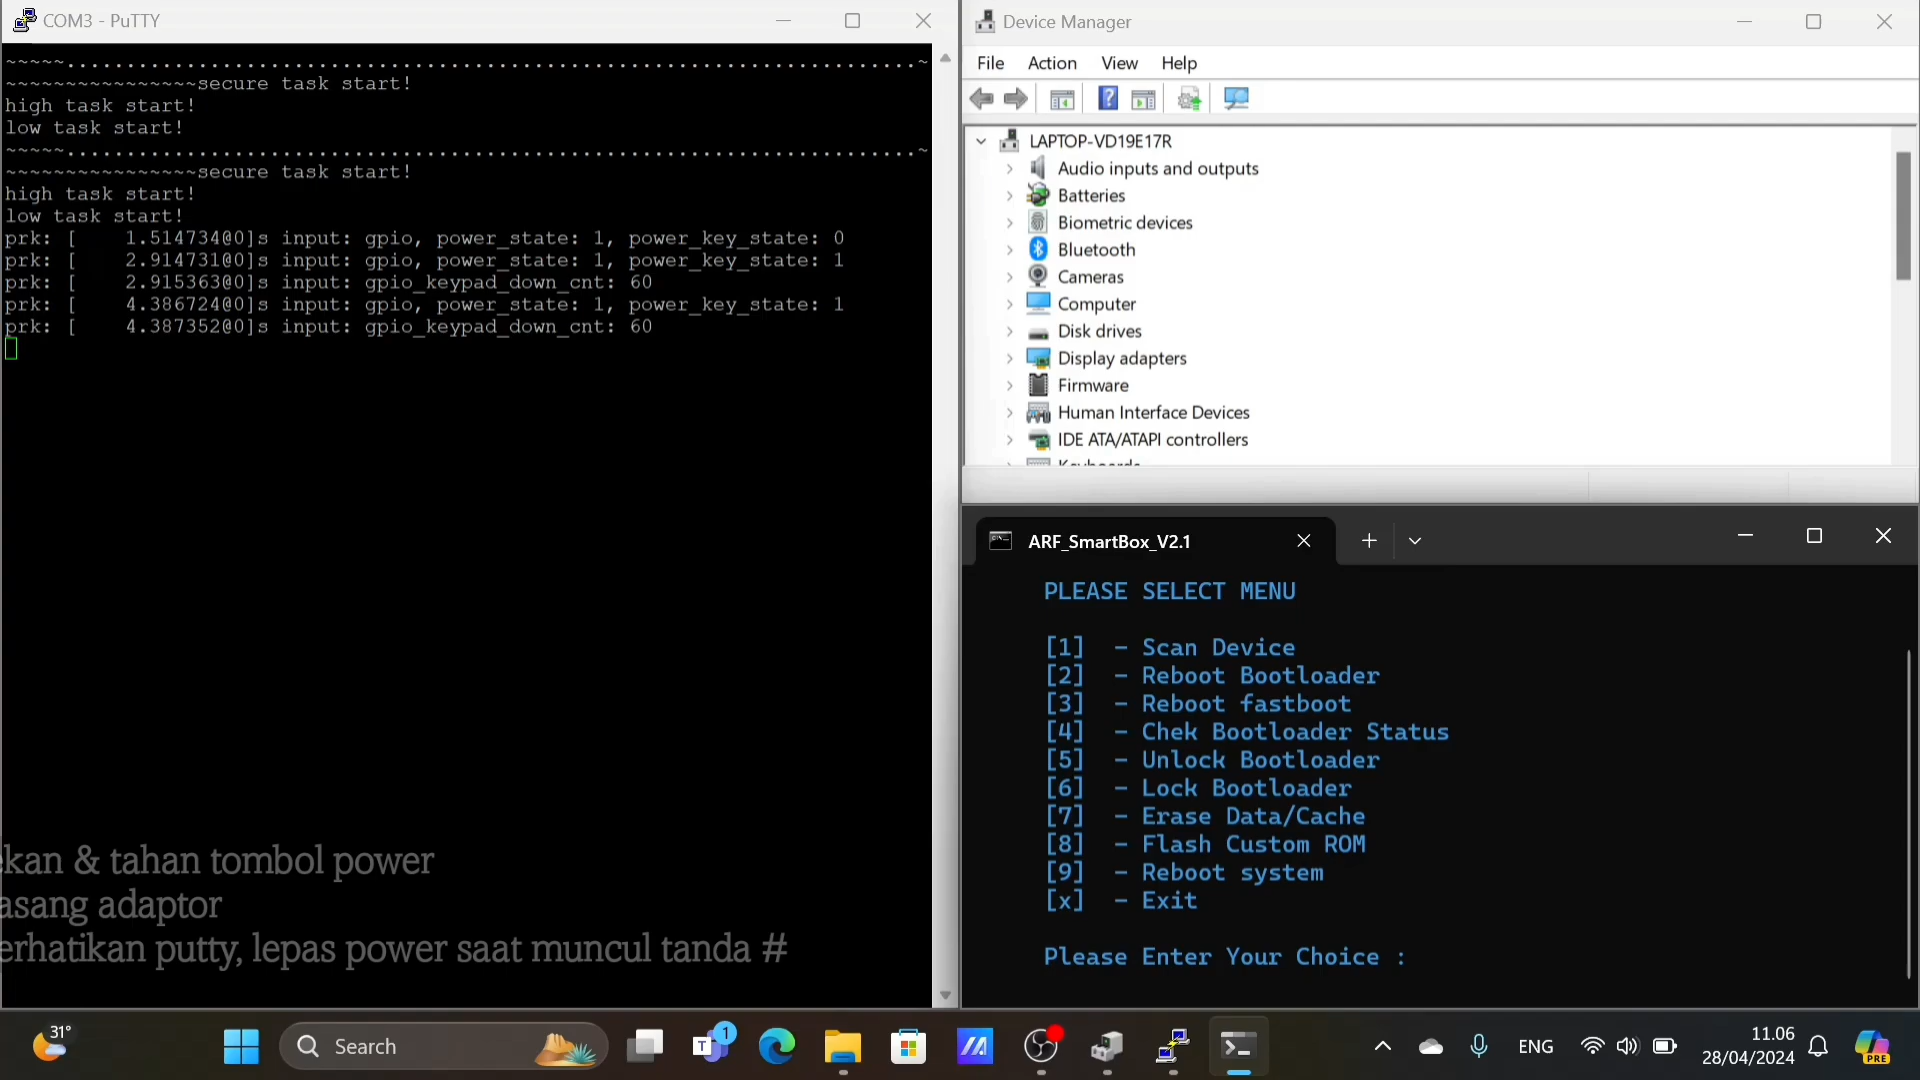 COM3 - PuTTY
~~~~~.......................................................................~
~~~~~~~~~~~~~~~~secure task start!
high task start!
low task start!
~~~~~.......................................................................~
~~~~~~~~~~~~~~~~secure task start!
high task start!
low task start!
prk: [    1.514734@0]s input: gpio, power_state: 1, power_key_state: 0
prk: [    2.914731@0]s input: gpio, power_state: 1, power_key_state: 1
prk: [    2.915363@0]s input: gpio_keypad_down_cnt: 60
prk: [    4.386724@0]s input: gpio, power_state: 1, power_key_state: 1
prk: [    4.387352@0]s input: gpio_keypad_down_cnt: 60
ekan & tahan tombol power
asang adaptor
erhatikan putty, lepas power saat muncul tanda #
Device Manager
File Action View Help
LAPTOP-VD19E17R
Audio inputs and outputs
Batteries
Biometric devices
Bluetooth
Cameras
Computer
Disk drives
Display adapters
Firmware
Human Interface Devices
IDE ATA/ATAPI controllers
Keyboards
ARF_SmartBox_V2.1
PLEASE SELECT MENU
[1] - Scan Device
[2] - Reboot Bootloader
[3] - Reboot fastboot
[4] - Chek Bootloader Status
[5] - Unlock Bootloader
[6] - Lock Bootloader
[7] - Erase Data/Cache
[8] - Flash Custom ROM
[9] - Reboot system
[x] - Exit
Please Enter Your Choice :
31°
Search
1
T
ENG
11.06
28/04/2024
PRE